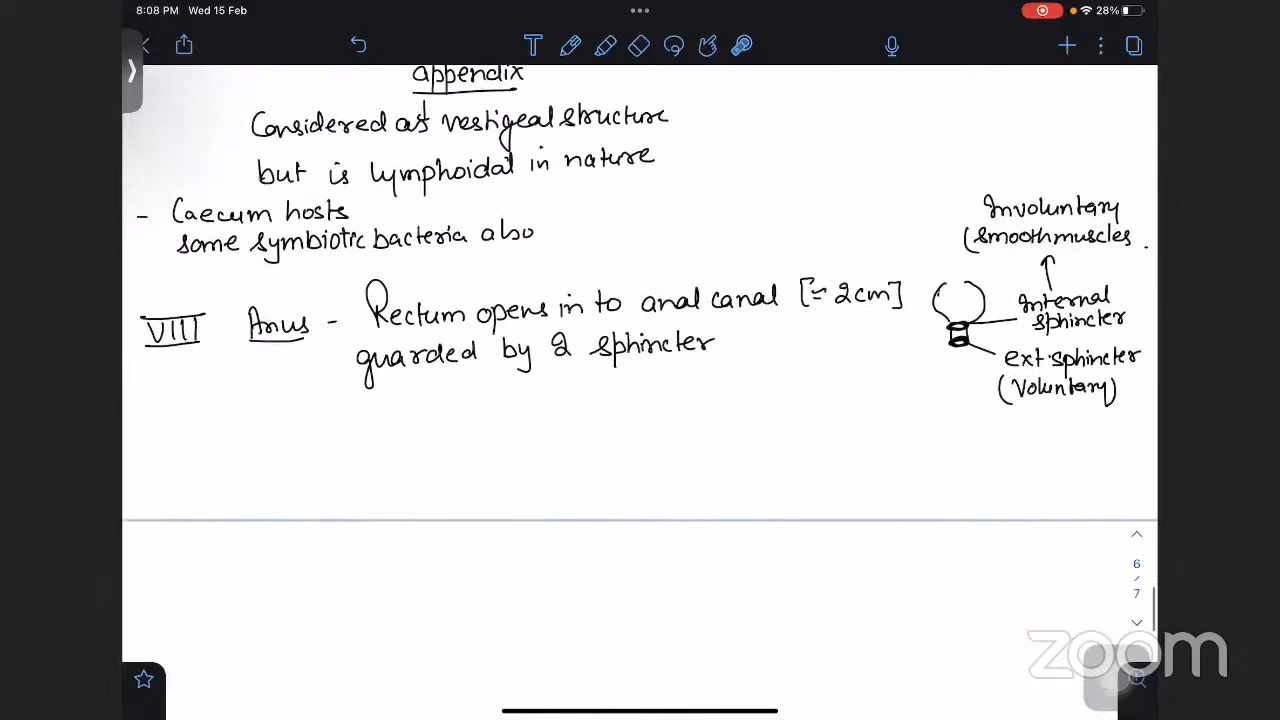 8:08 PM Wed 15 Feb
28%
appendix
Considered as vestigeal structure
but is lymphoidal in nature
- Caecum hosts
some symbiotic bacteria also
VIII Anus - Rectum opens in to anal canal [≃ 2cm]
guarded by 2 sphincter
Involuntary
(smooth muscles.
Internal
sphincter
ext. sphincter
(Voluntary)
6
/
7
zoom